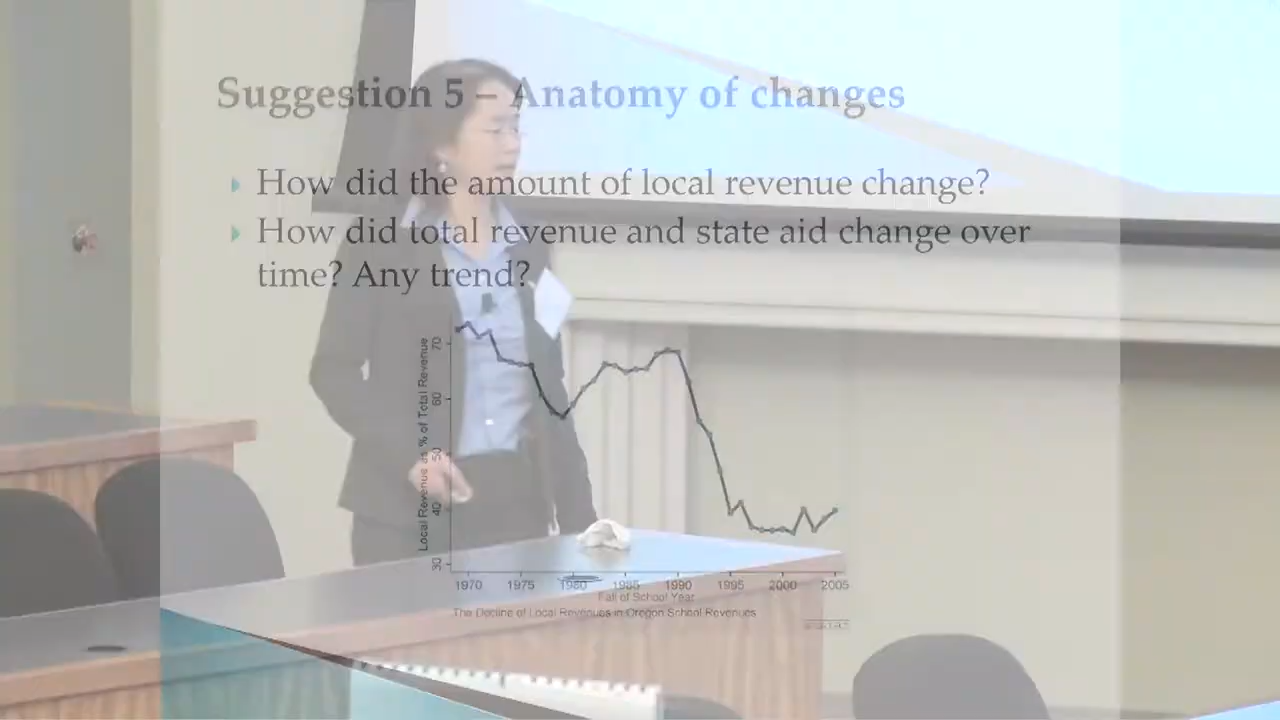 Suggestion 5 – Anatomy of changes
How did the amount of local revenue change?
How did total revenue and state aid change over
time? Any trend?
Local Revenue as % of Total Revenue
70
60
50
40
30
1970 1975 1980 1985 1990 1995 2000 2005
Fall of School Year
The Decline of Local Revenues in Oregon School Revenues